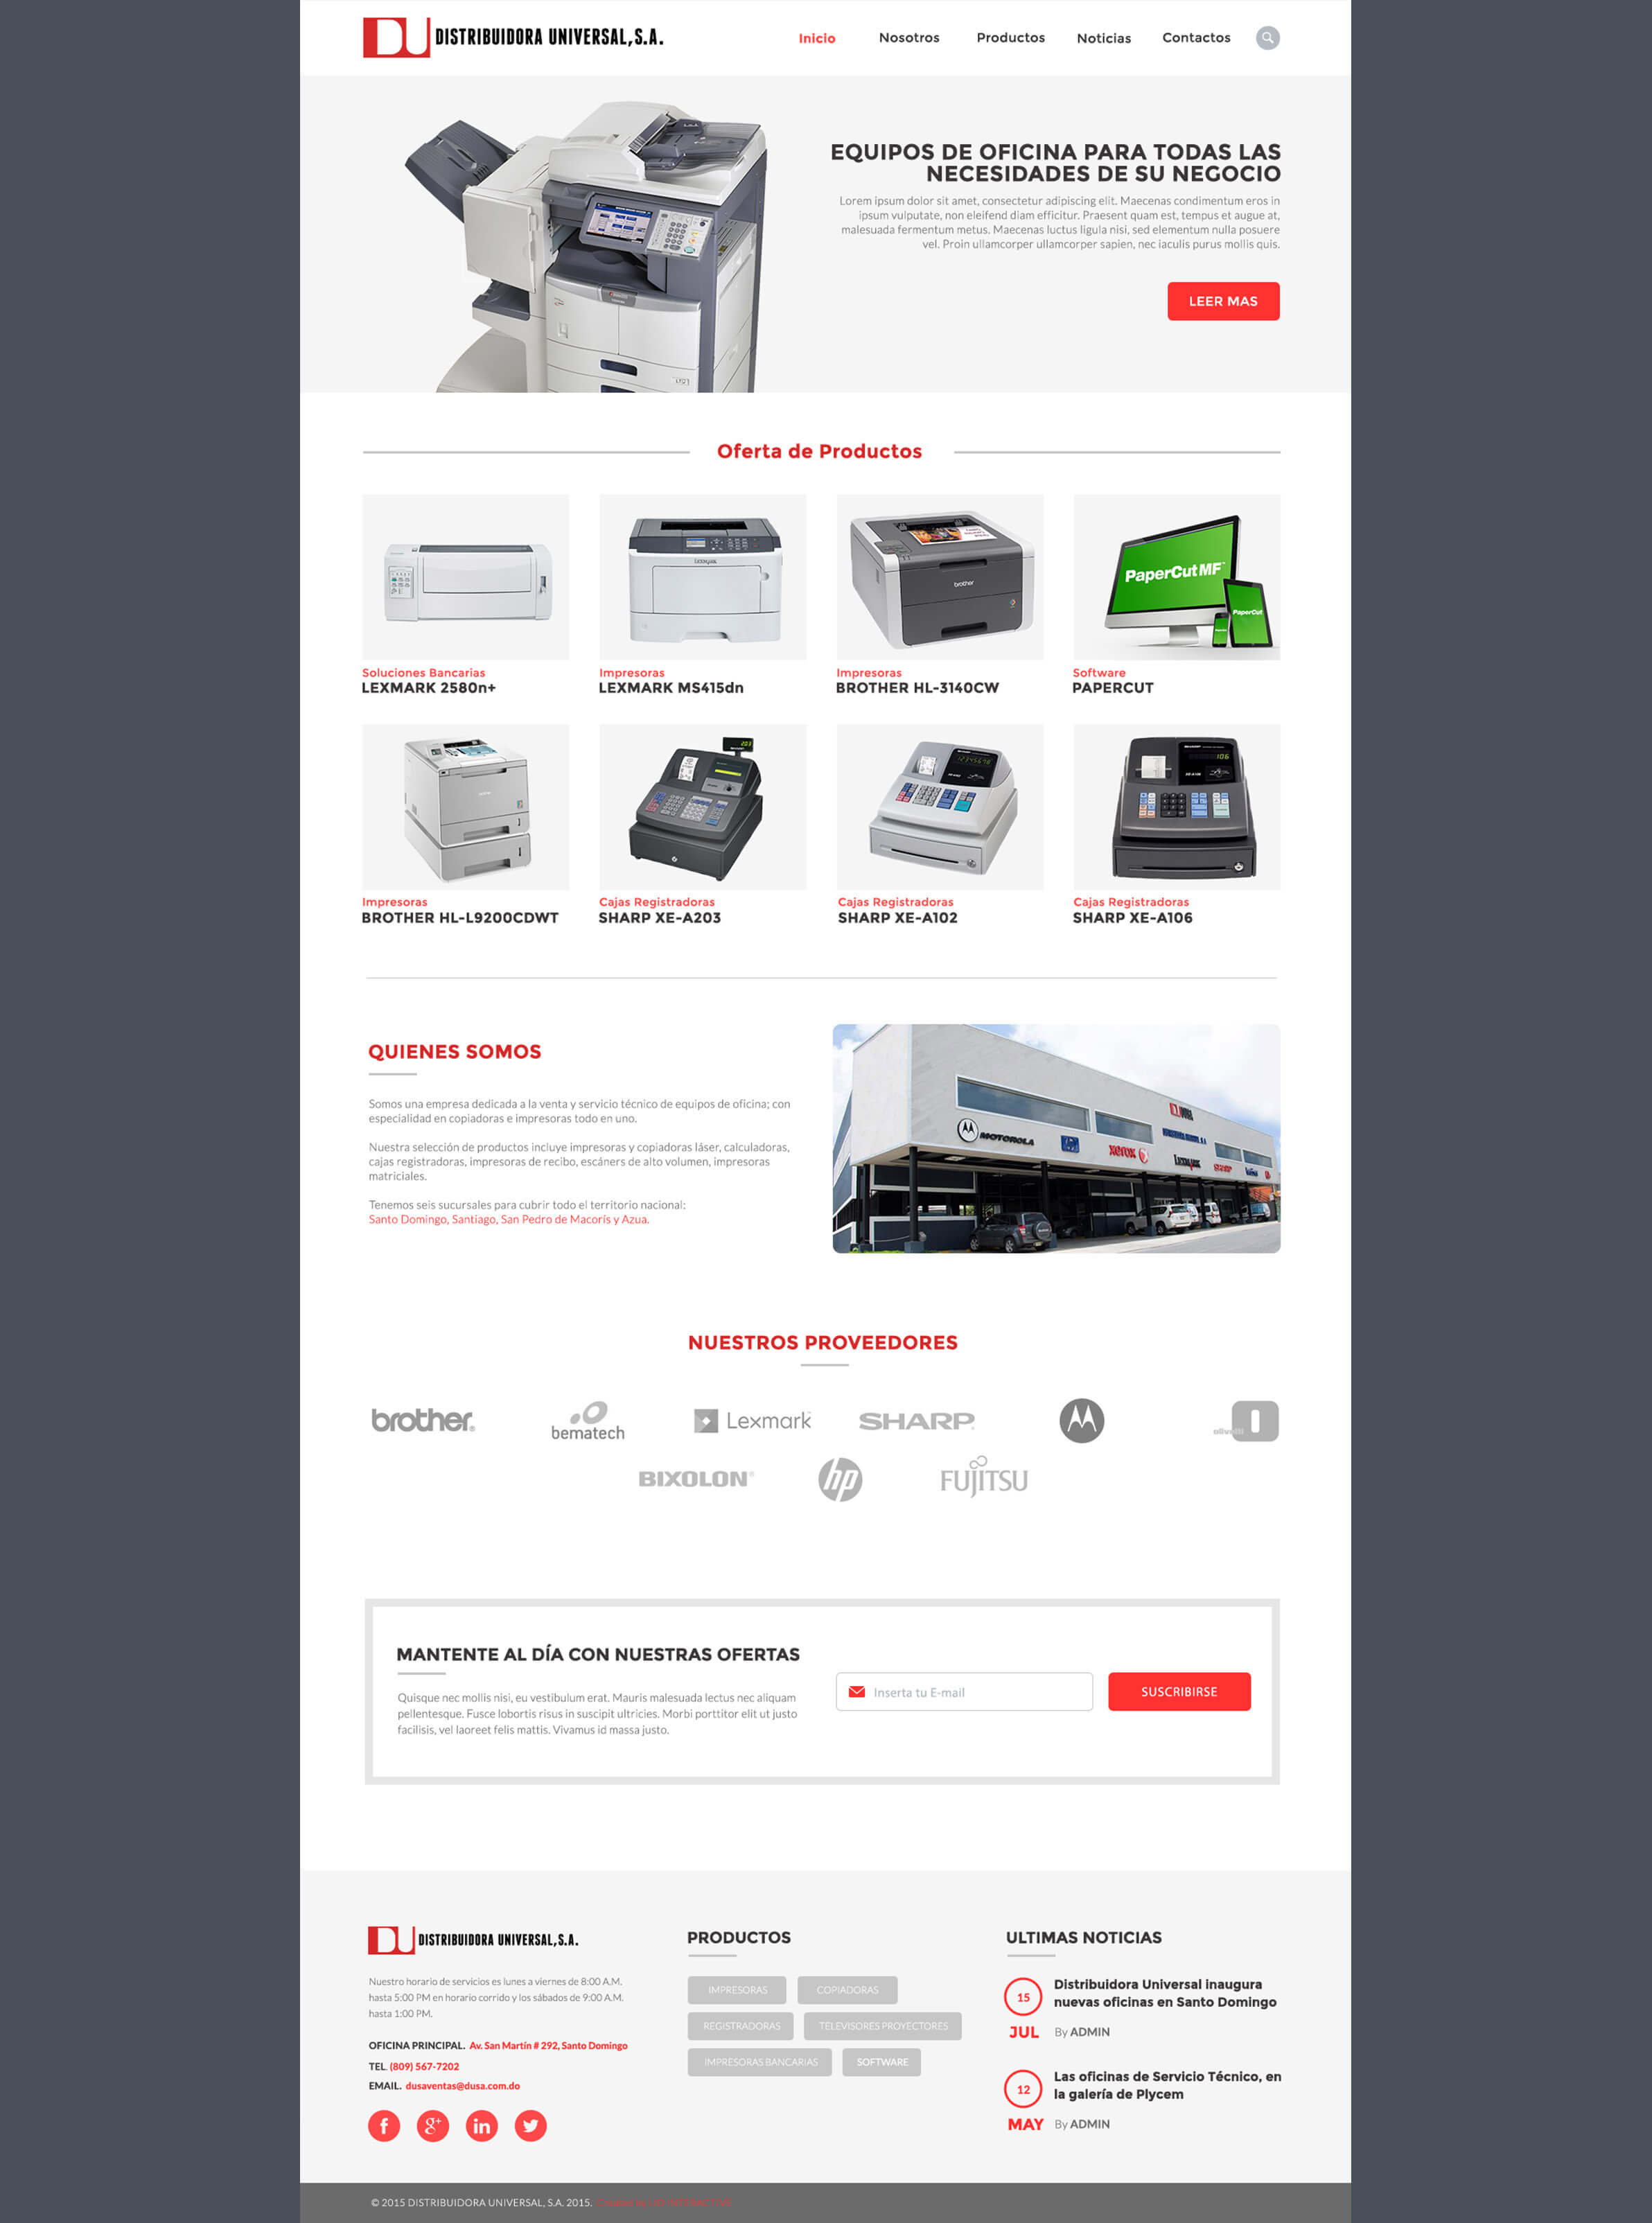 DU DISTRIBUIDORA UNIVERSAL, S.A.
Inicio Nosotros Productos Noticias Contactos
EQUIPOS DE OFICINA PARA TODAS LAS
NECESIDADES DE SU NEGOCIO
Lorem ipsum dolor sit amet, consectetur adipiscing elit. Maecenas condimentum eros in
ipsum vulputate, non eleifend diam efficitur. Praesent quam est, tempus et augue at,
malesuada fermentum metus. Maecenas luctus ligula nisi, sed elementum nulla posuere
vel. Proin ullamcorper ullamcorper sapien, nec iaculis purus mollis quis.
LEER MAS
Oferta de Productos
Lexmark
brother
PaperCut MF
PaperCut
Soluciones Bancarias
LEXMARK 2580n+
Impresoras
LEXMARK MS415dn
Impresoras
BROTHER HL-3140CW
Software
PAPERCUT
203
106
Impresoras
BROTHER HL-L9200CDWT
Cajas Registradoras
SHARP XE-A203
Cajas Registradoras
SHARP XE-A102
Cajas Registradoras
SHARP XE-A106
QUIENES SOMOS
Somos una empresa dedicada a la venta y servicio técnico de equipos de oficina; con
especialidad en copiadoras e impresoras todo en uno.
Nuestra selección de productos incluye impresoras y copiadoras láser, calculadoras,
cajas registradoras, impresoras de recibo, escáners de alto volumen, impresoras
matriciales.
Tenemos seis sucursales para cubrir todo el territorio nacional:
Santo Domingo, Santiago, San Pedro de Macorís y Azua.
MOTOROLA
hp
xerox
LEXMARK
SHARP
NUESTROS PROVEEDORES
brother
bematech
Lexmark
SHARP
olivetti
BIXOLON
hp
FUJITSU
MANTENTE AL DÍA CON NUESTRAS OFERTAS
Quisque nec mollis nisi, eu vestibulum erat. Mauris malesuada lectus nec aliquam
pellentesque. Fusce lobortis risus in suscipit ultricies. Morbi porttitor elit ut justo
facilisis, vel laoreet felis mattis. Vivamus id massa justo.
Inserta tu E-mail
SUSCRIBIRSE
DU DISTRIBUIDORA UNIVERSAL, S.A.
Nuestro horario de servicios es lunes a viernes de 8:00 A.M.
hasta 5:00 PM en horario corrido y los sábados de 9:00 A.M.
hasta 1:00 PM.
OFICINA PRINCIPAL. Av. San Martín # 292, Santo Domingo
TEL. (809) 567-7202
EMAIL. dusaventas@dusa.com.do
f g+ in
PRODUCTOS
IMPRESORAS COPIADORAS
REGISTRADORAS TELEVISORES PROYECTORES
IMPRESORAS BANCARIAS SOFTWARE
ULTIMAS NOTICIAS
15
JUL
Distribuidora Universal inaugura
nuevas oficinas en Santo Domingo
By ADMIN
12
MAY
Las oficinas de Servicio Técnico, en
la galería de Plycem
By ADMIN
© 2015 DISTRIBUIDORA UNIVERSAL, S.A. 2015.